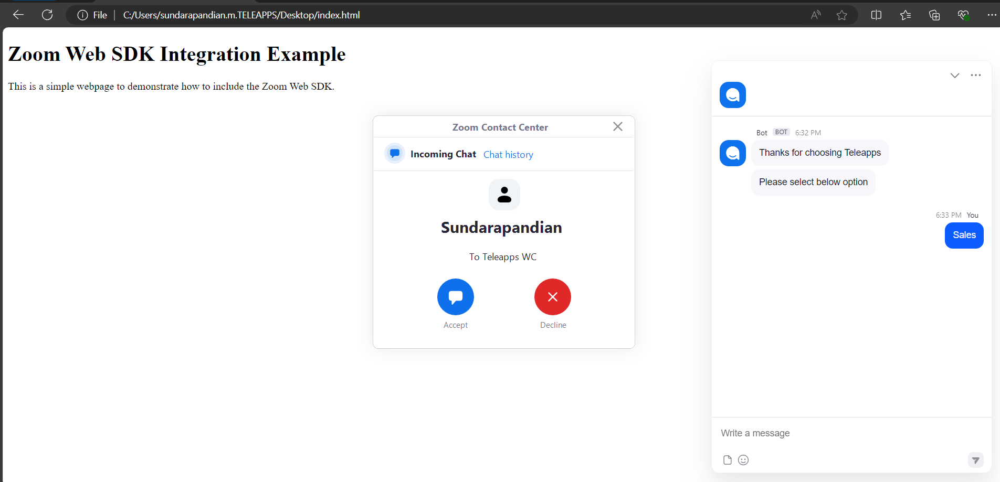 File | C:/Users/sundarapandian.m.TELEAPPS/Desktop/index.html
Zoom Web SDK Integration Example
This is a simple webpage to demonstrate how to include the Zoom Web SDK.
Zoom Contact Center
Incoming Chat Chat history
Sundarapandian
To Teleapps WC
Accept Decline
Bot BOT 6:32 PM
Thanks for choosing Teleapps
Please select below option
6:33 PM You
Sales
Write a message